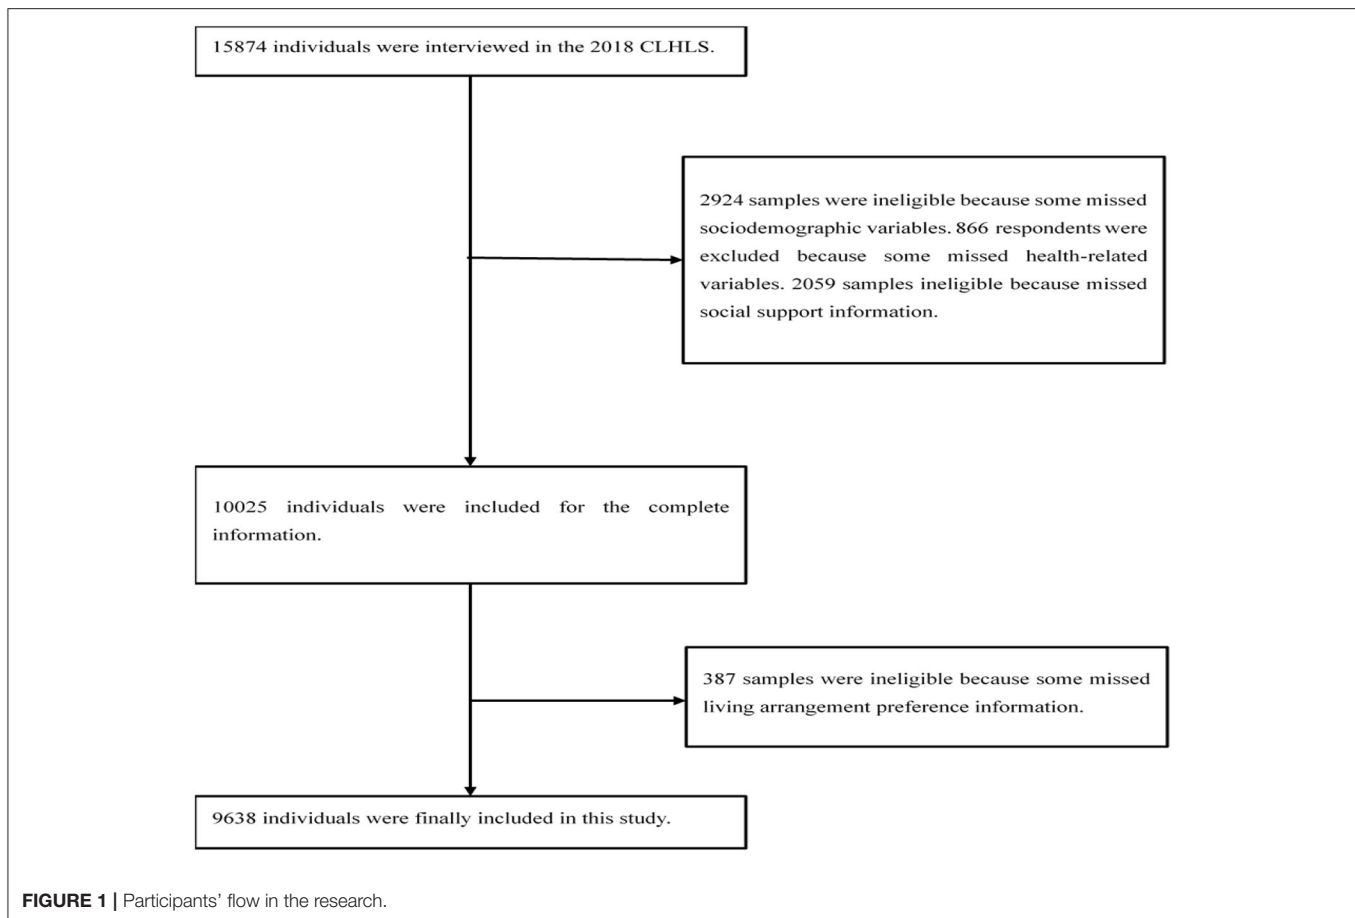 15874 individuals were interviewed in the 2018 CLHLS.
2924 samples were ineligible because some missed
sociodemographic variables. 866 respondents were
excluded because some missed health-related
variables. 2059 samples ineligible because missed
social support information.
10025 individuals were included for the complete
information.
387 samples were ineligible because some missed
living arrangement preference information.
9638 individuals were finally included in this study.
FIGURE 1 | Participants’ flow in the research.